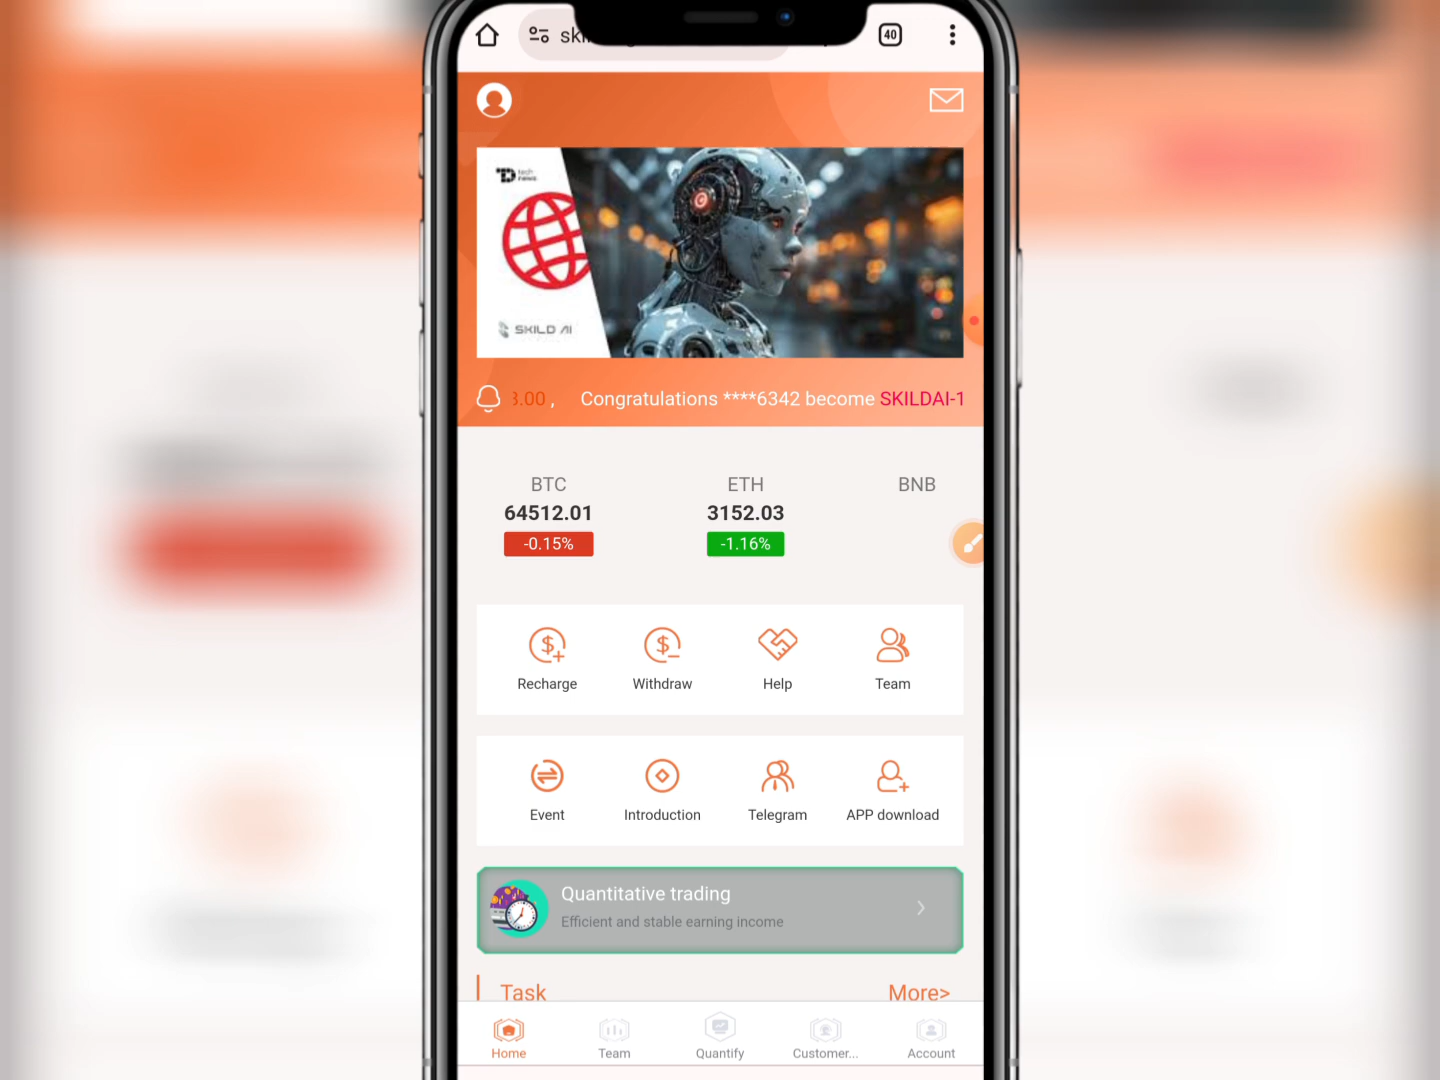 40
tech
news
SKILD AI
3.00 , Congratulations ****6342 become SKILDAI-1
BTC
64512.01
-0.15%
ETH
3152.03
-1.16%
BNB
Recharge
Withdraw
Help
Team
Event
Introduction
Telegram
APP download
Quantitative trading
Efficient and stable earning income
Task
More>
Home
Team
Quantify
Customer...
Account